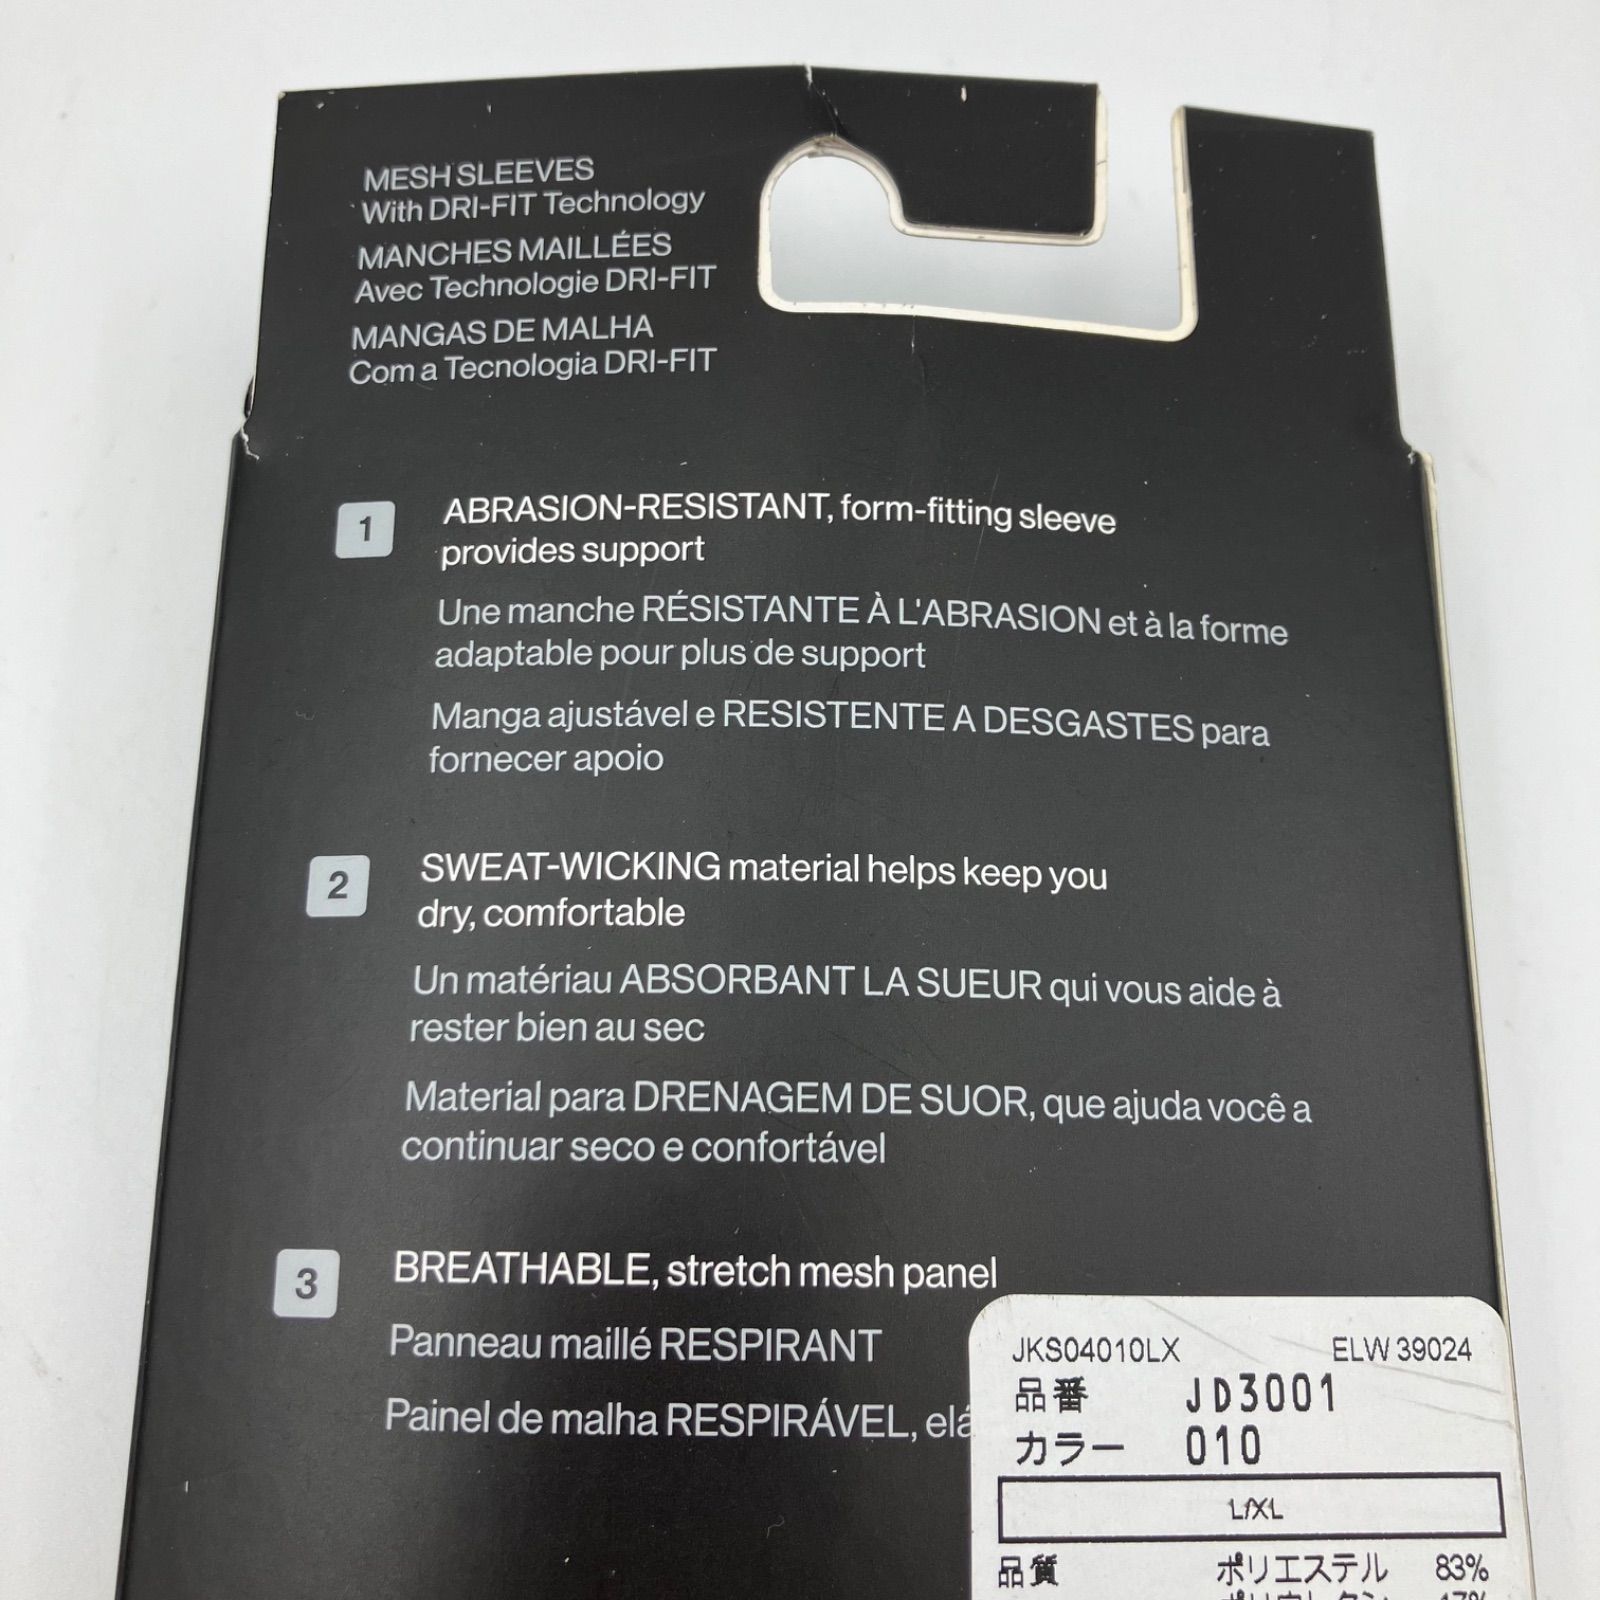 MESH SLEEVES
With DRI-FIT Technology
MANCHES MAILLÉES
Avec Technologie DRI-FIT
MANGAS DE MALHA
Com a Tecnologia DRI-FIT
1
ABRASION-RESISTANT, form-fitting sleeve
provides support
Une manche RÉSISTANTE À L'ABRASION et à la forme
adaptable pour plus de support
Manga ajustável e RESISTENTE A DESGASTES para
fornecer apoio
2
SWEAT-WICKING material helps keep you
dry, comfortable
Un matériau ABSORBANT LA SUEUR qui vous aide à
rester bien au sec
Material para DRENAGEM DE SUOR, que ajuda você a
continuar seco e confortável
3
BREATHABLE, stretch mesh panel
Panneau maillé RESPIRANT
Painel de malha RESPIRÁVEL,
JKS04010LX ELW 39024
品番 JD3001
カラー 010
L/XL
品質 ポリエステル 83%